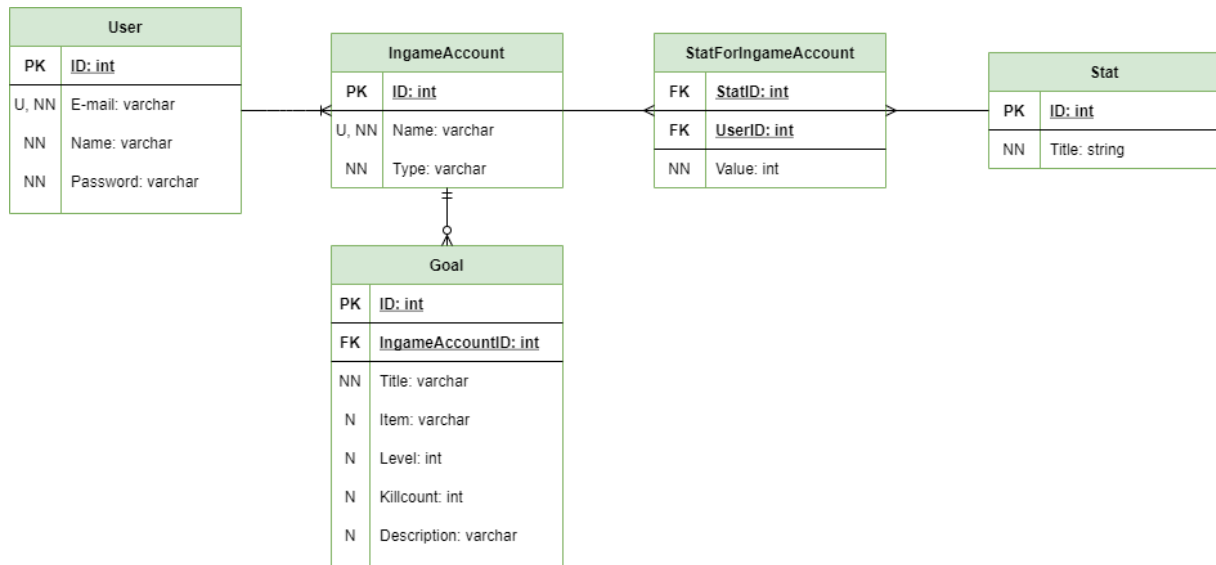 User
PK ID: int
U, NN E-mail: varchar
NN Name: varchar
NN Password: varchar
IngameAccount
PK ID: int
U, NN Name: varchar
NN Type: varchar
StatForIngameAccount
FK StatID: int
FK UserID: int
NN Value: int
Stat
PK ID: int
NN Title: string
Goal
PK ID: int
FK IngameAccountID: int
NN Title: varchar
N Item: varchar
N Level: int
N Killcount: int
N Description: varchar